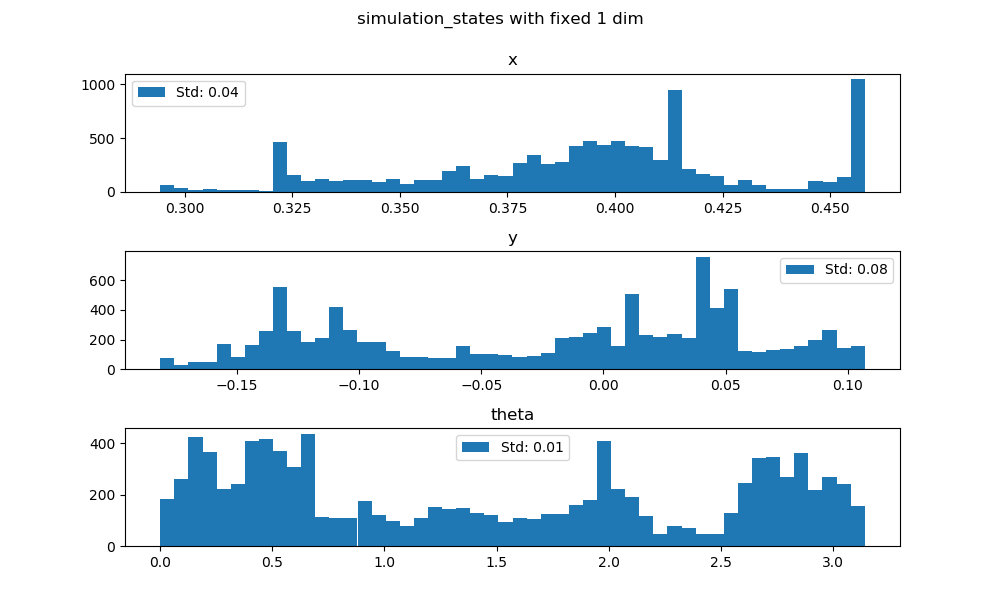 simulation_states with fixed 1 dim
x
1000
500
0
Std: 0.04
0.300 0.325 0.350 0.375 0.400 0.425 0.450
y
600
400
200
0
Std: 0.08
−0.15 −0.10 −0.05 0.00 0.05 0.10
theta
400
200
0
Std: 0.01
0.0 0.5 1.0 1.5 2.0 2.5 3.0